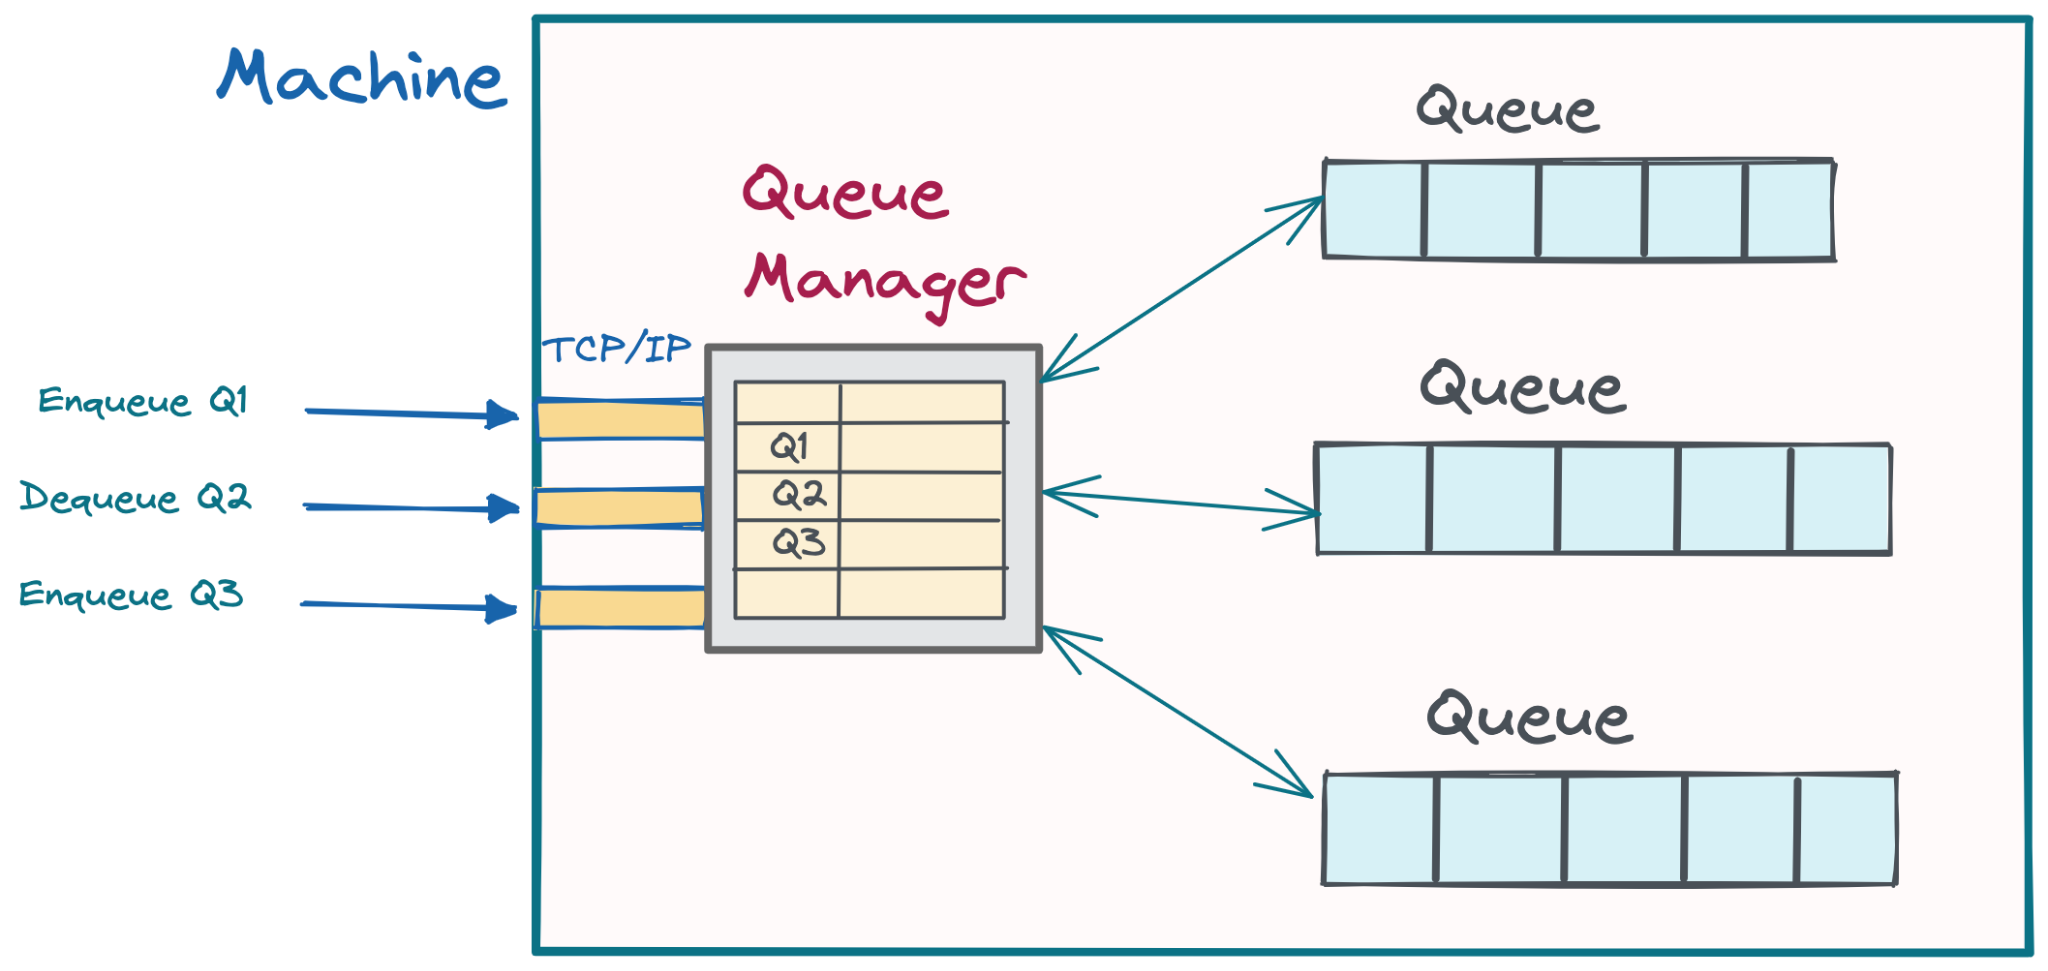 Machine
Queue
Manager
TCP/IP
Enqueue Q1
Dequeue Q2
Enqueue Q3
Q1
Q2
Q3
Queue
Queue
Queue